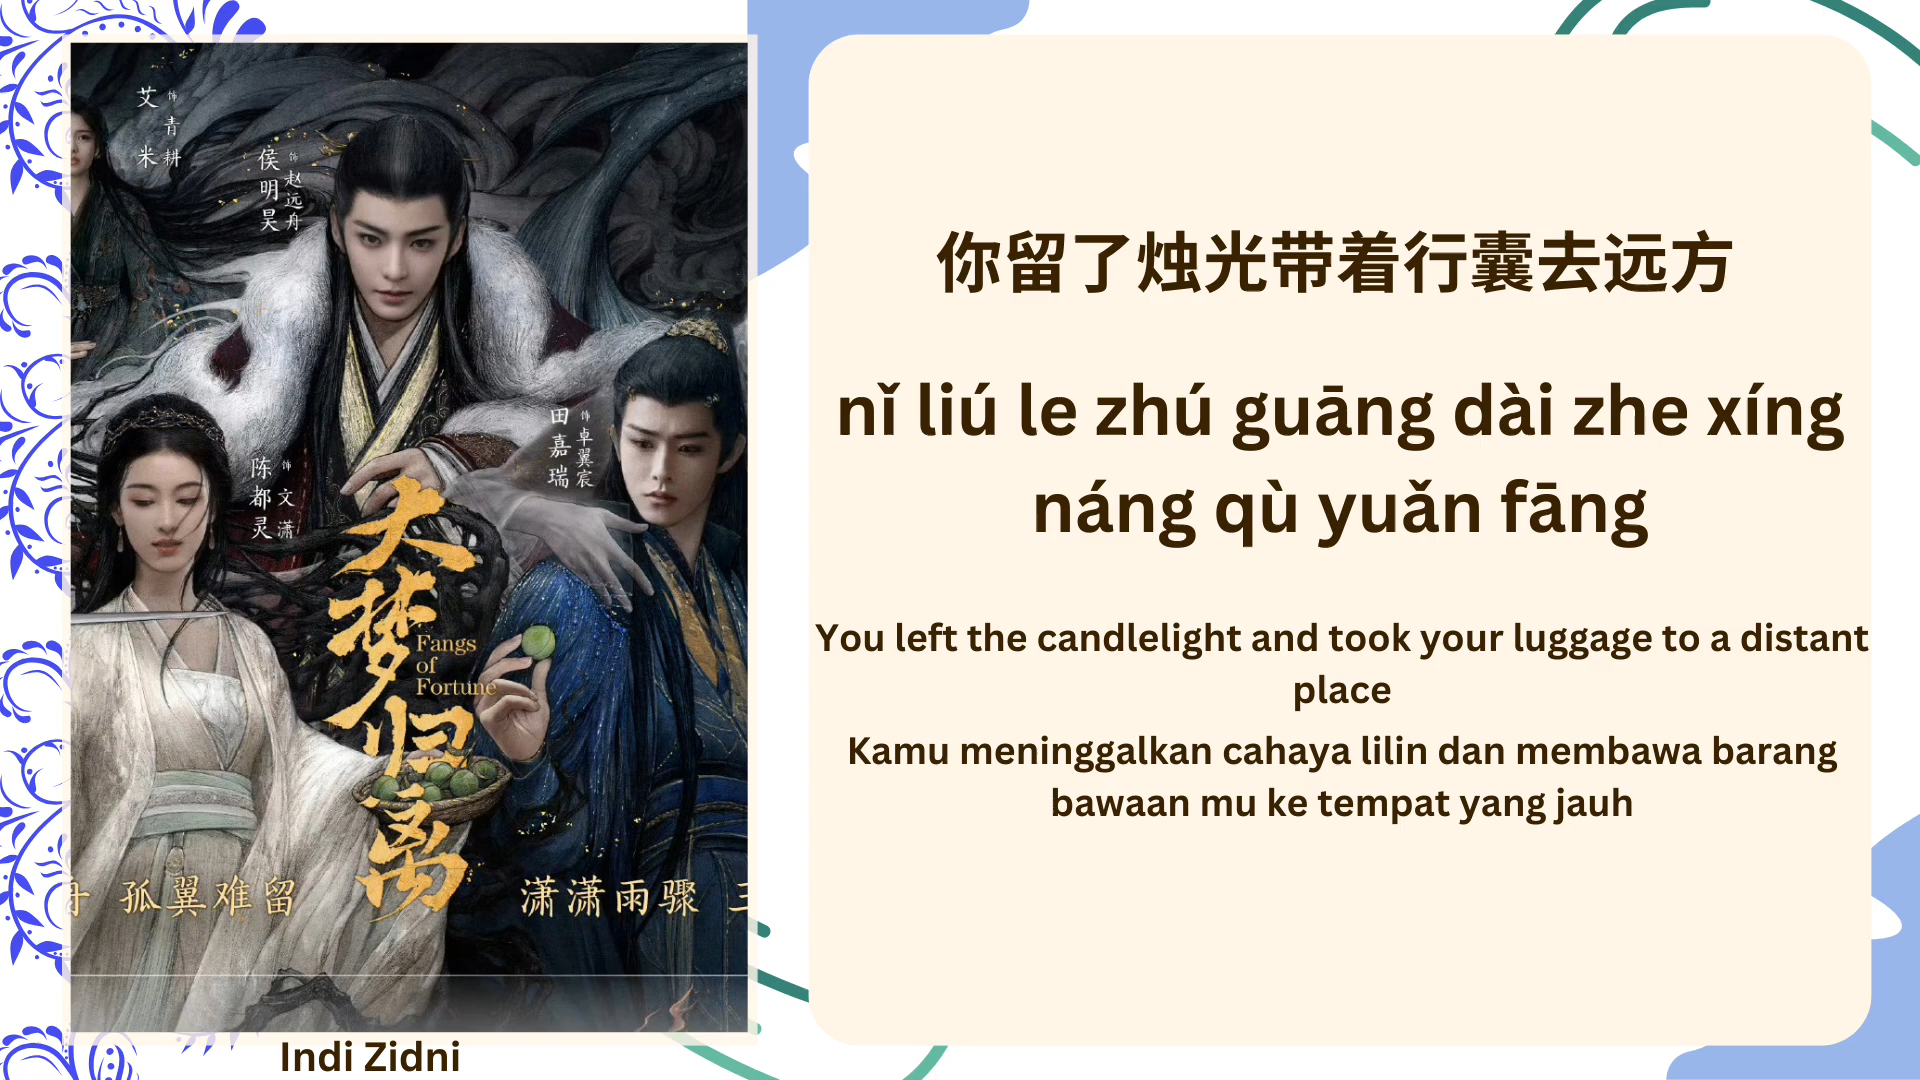 艾米
饰 青耕
侯明昊
饰 赵远舟
田嘉瑞
饰 卓翼宸
陈都灵
饰 文潇
大梦归离
Fangs
of
Fortune
舟 孤翼难留
潇潇雨骤 三
Indi Zidni
你留了烛光带着行囊去远方
nǐ liú le zhú guāng dài zhe xíng
náng qù yuǎn fāng
You left the candlelight and took your luggage to a distant
place
Kamu meninggalkan cahaya lilin dan membawa barang
bawaan mu ke tempat yang jauh